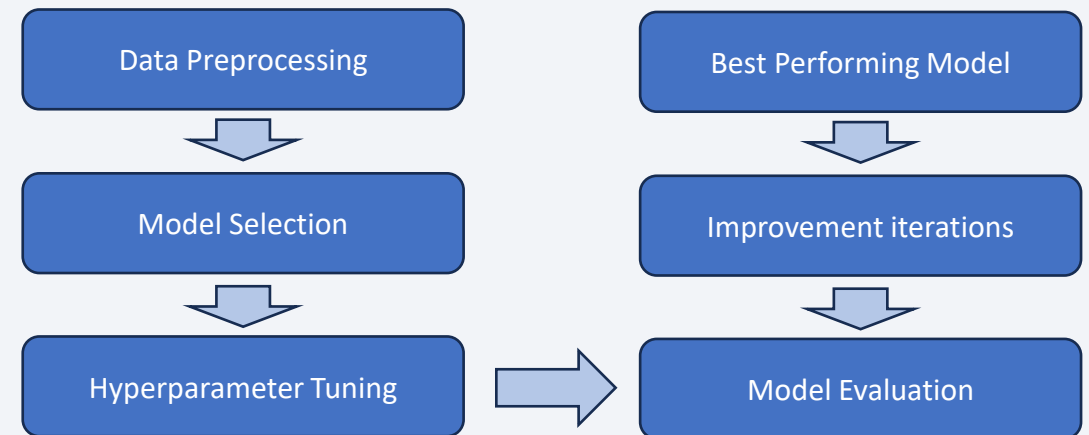 Data Preprocessing
Model Selection
Hyperparameter Tuning
Best Performing Model
Improvement iterations
Model Evaluation